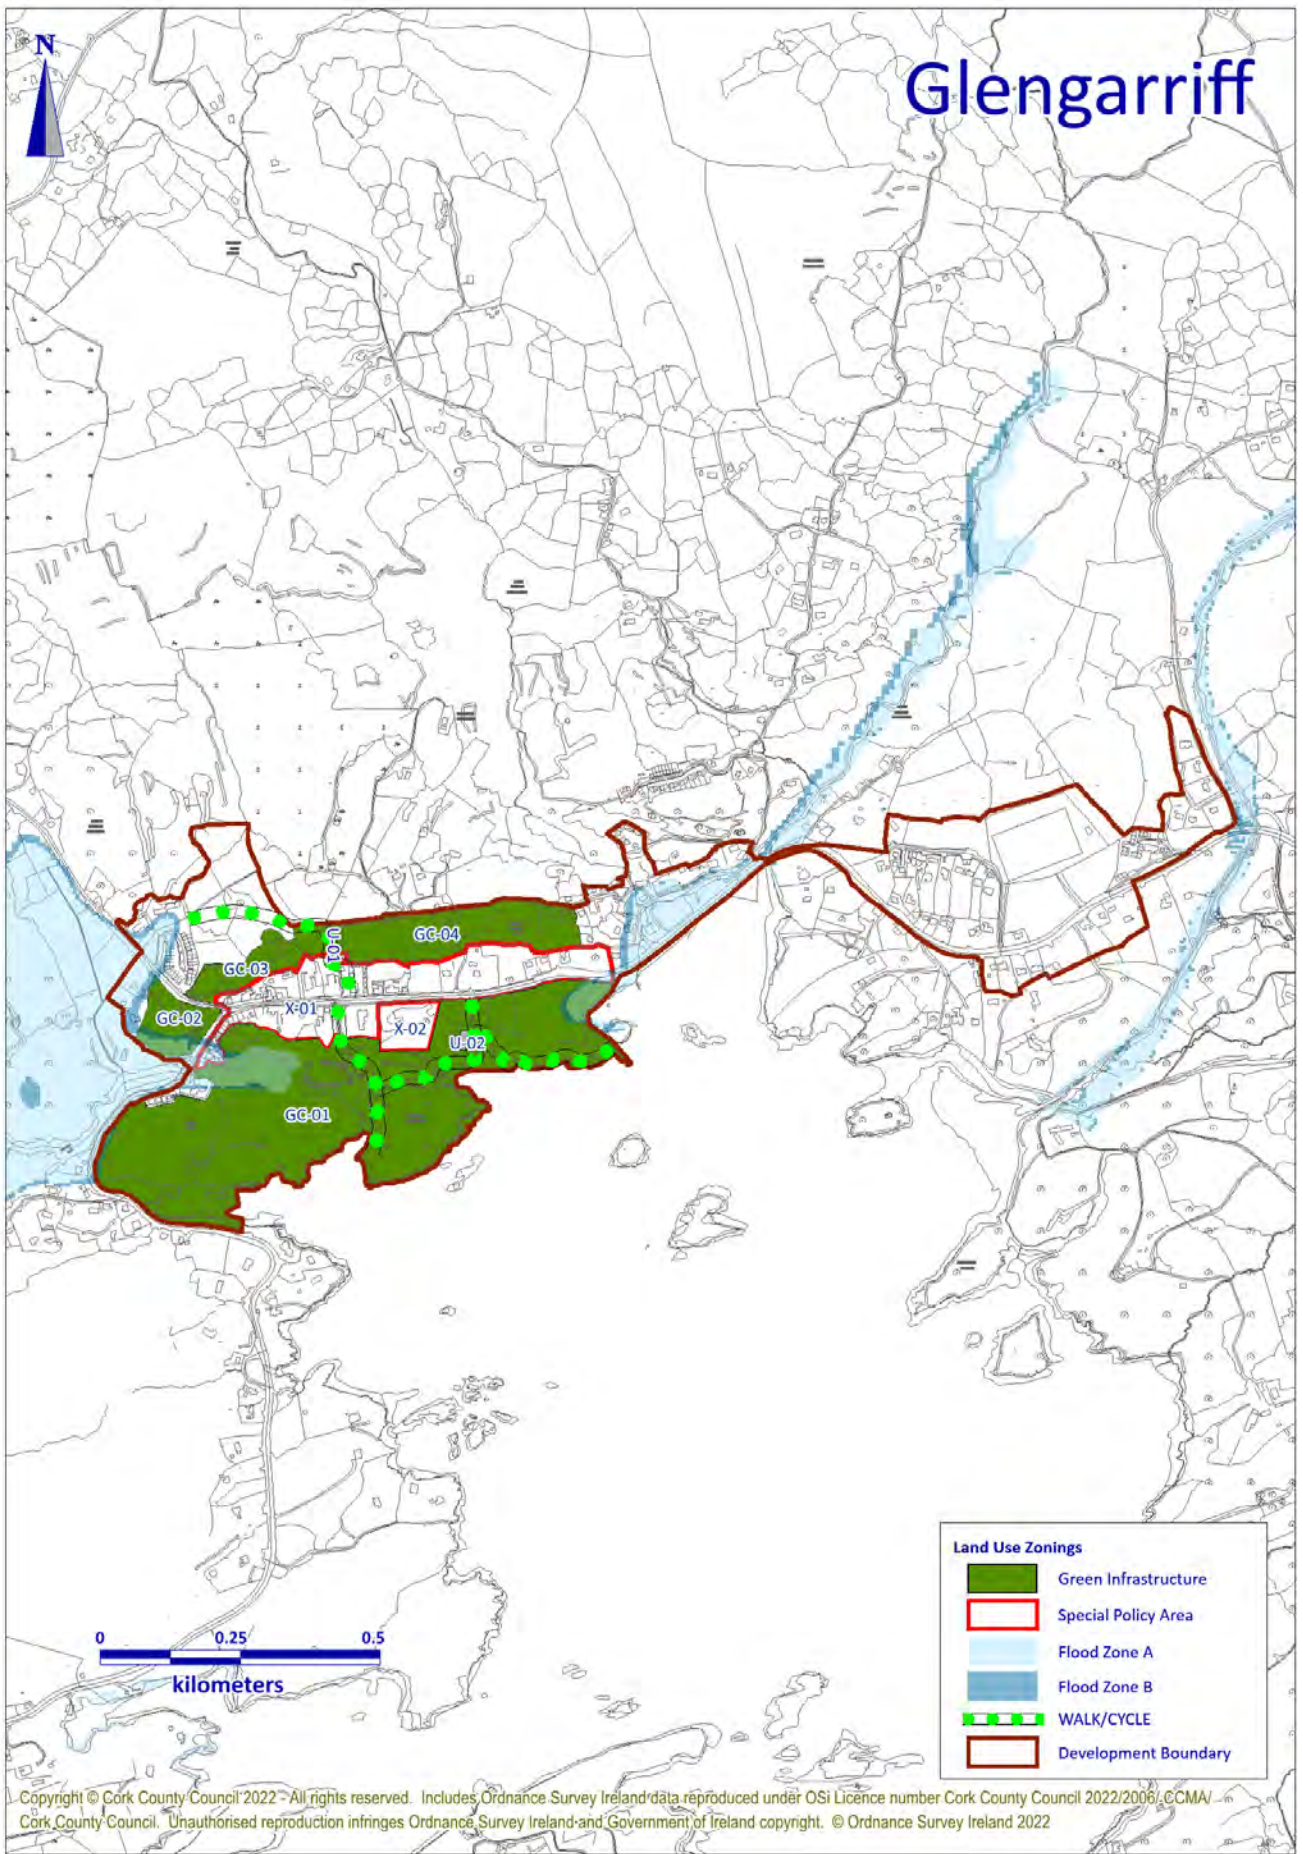 N
Glengarriff
GC-04
U-01
GC-03
X-01
GC-02
X-02
U-02
GC-01
Land Use Zonings
Green Infrastructure
Special Policy Area
Flood Zone A
Flood Zone B
WALK/CYCLE
Development Boundary
0 0.25 0.5
kilometers
Copyright © Cork County Council 2022 - All rights reserved. Includes Ordnance Survey Ireland data reproduced under OSi Licence number Cork County Council 2022/2006/ CCMA/
Cork County Council. Unauthorised reproduction infringes Ordnance Survey Ireland and Government of Ireland copyright. © Ordnance Survey Ireland 2022